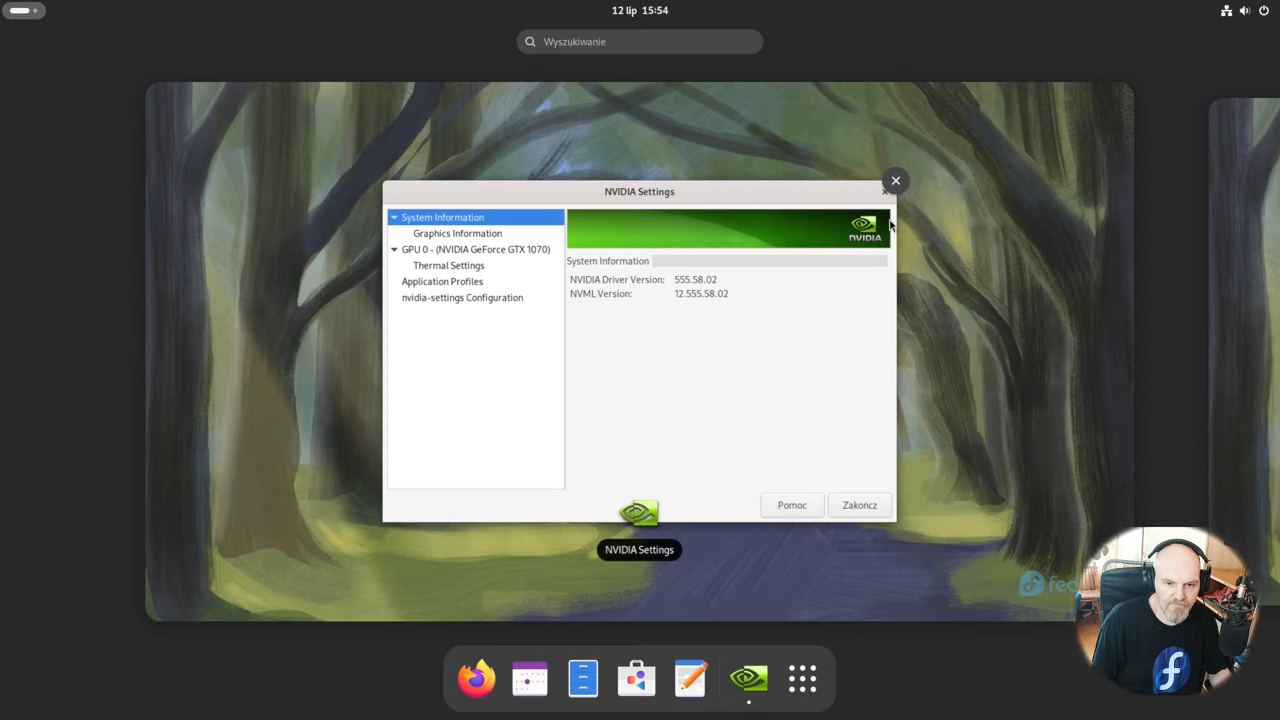 12 lip 15:54
Wyszukiwanie
NVIDIA Settings
System Information
Graphics Information
GPU 0 - (NVIDIA GeForce GTX 1070)
Thermal Settings
Application Profiles
nvidia-settings Configuration
NVIDIA
System Information
NVIDIA Driver Version: 555.58.02
NVML Version: 12.555.58.02
Pomoc
Zakończ
NVIDIA Settings